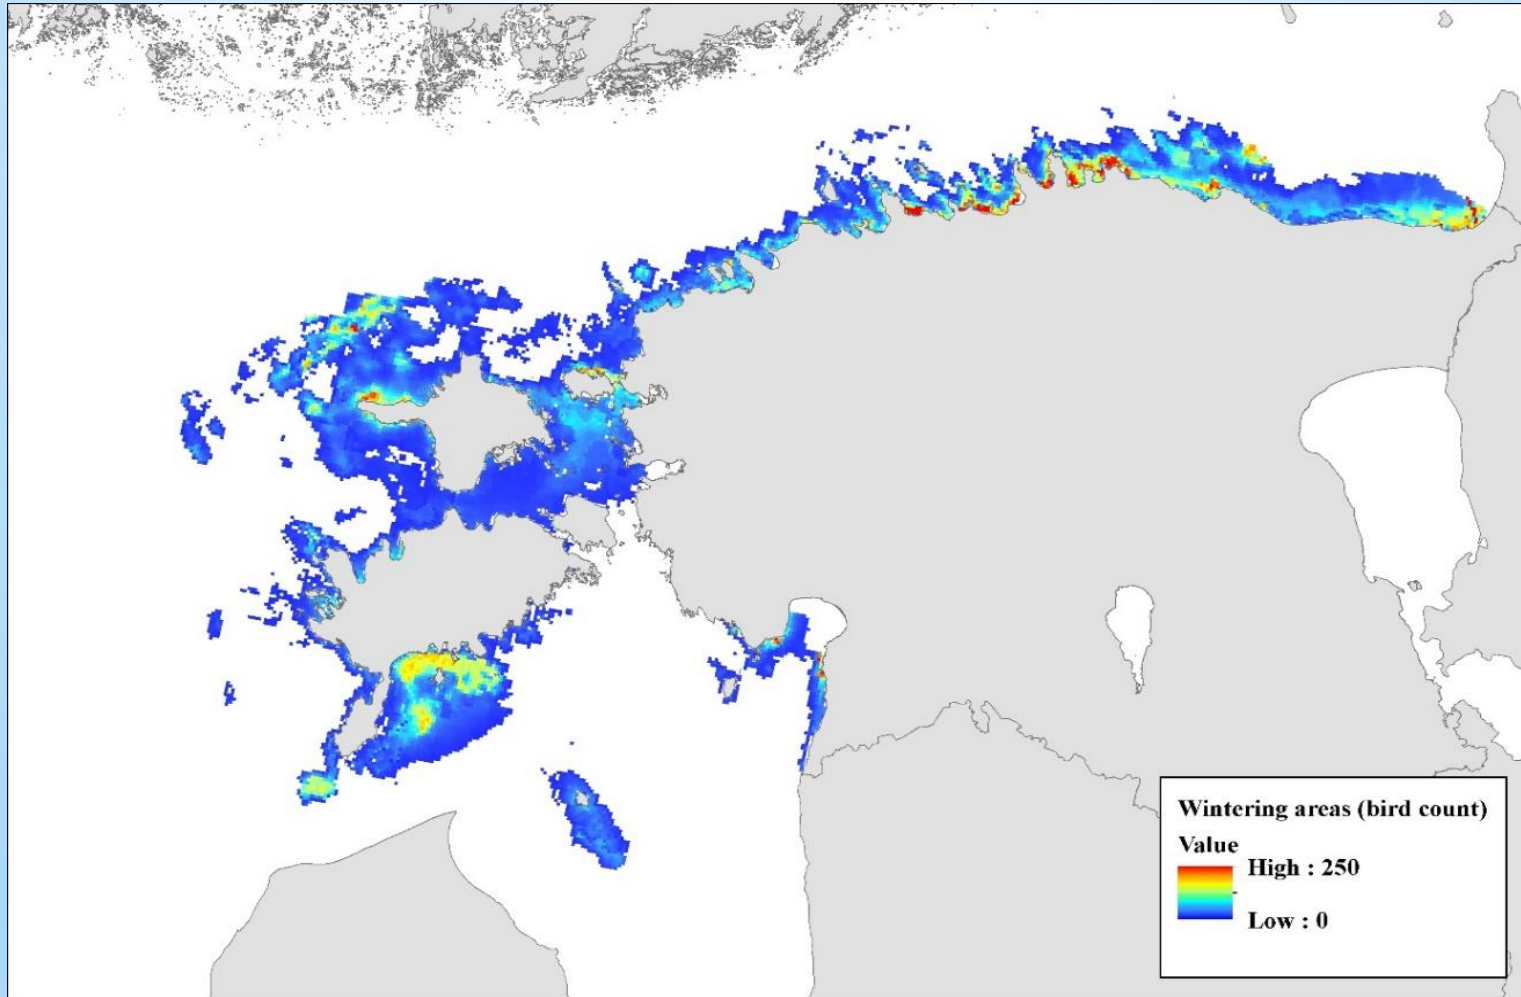 Wintering areas (bird count)
Value
High : 250
Low : 0